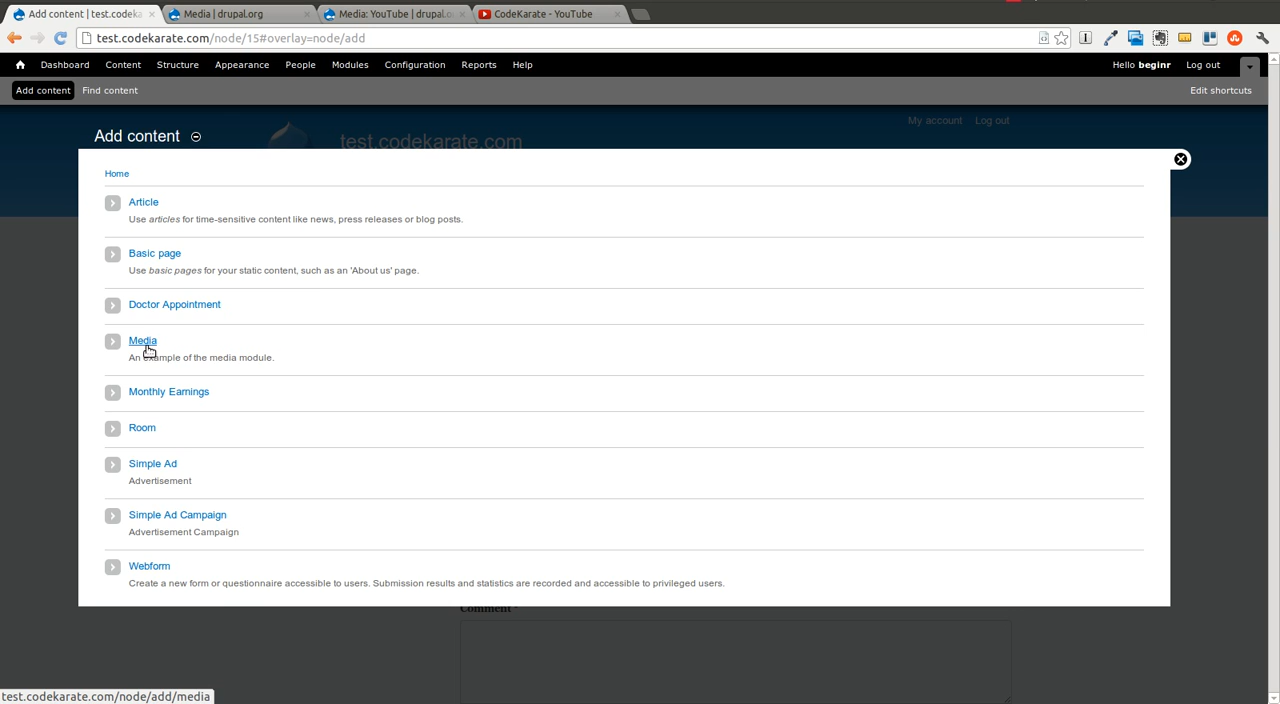 Add content | test.codeka
Media | drupal.org
Media: YouTube | drupal.o
CodeKarate - YouTube
test.codekarate.com/node/15#overlay=node/add
Dashboard Content Structure Appearance People Modules Configuration Reports Help
Hello beginr Log out
Add content Find content
Edit shortcuts
My account Log out
Add content
test.codekarate.com
Home
Article
Use articles for time-sensitive content like news, press releases or blog posts.
Basic page
Use basic pages for your static content, such as an 'About us' page.
Doctor Appointment
Media
An example of the media module.
Monthly Earnings
Room
Simple Ad
Advertisement
Simple Ad Campaign
Advertisement Campaign
Webform
Create a new form or questionnaire accessible to users. Submission results and statistics are recorded and accessible to privileged users.
Comment *
test.codekarate.com/node/add/media